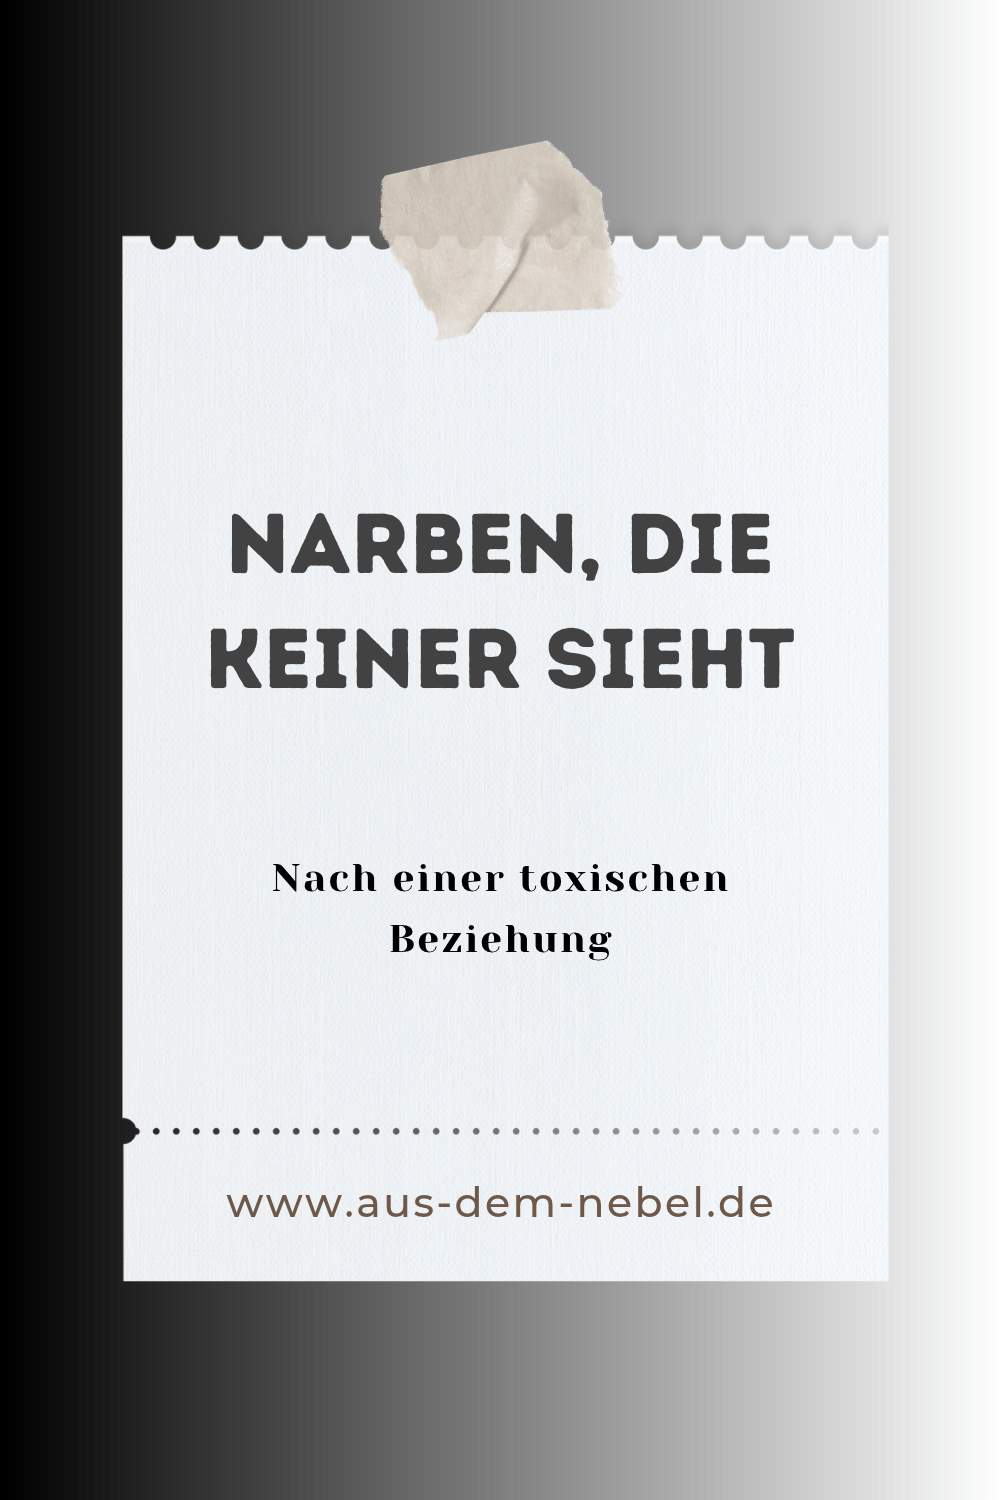 NARBEN, DIE
KEINER SIEHT
Nach einer toxischen
Beziehung
www.aus-dem-nebel.de